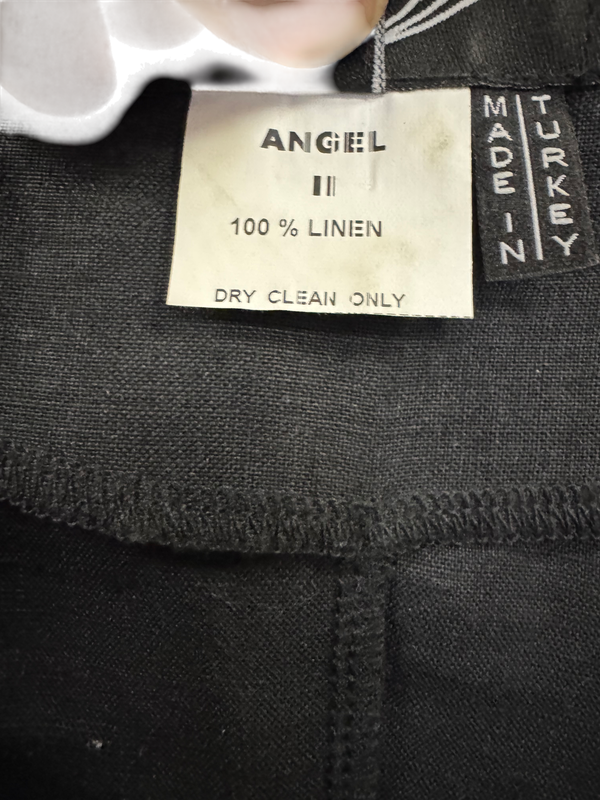 ANGEL
II
100 % LINEN
DRY CLEAN ONLY
MADE IN
TURKEY